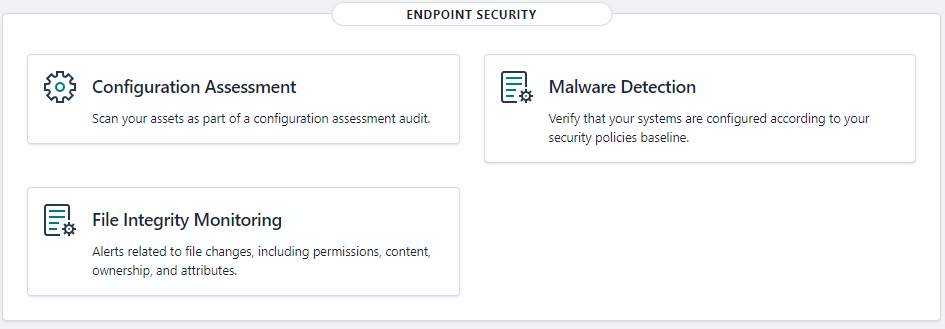 ENDPOINT SECURITY
Configuration Assessment
Scan your assets as part of a configuration assessment audit.
Malware Detection
Verify that your systems are configured according to your
security policies baseline.
File Integrity Monitoring
Alerts related to file changes, including permissions, content,
ownership, and attributes.